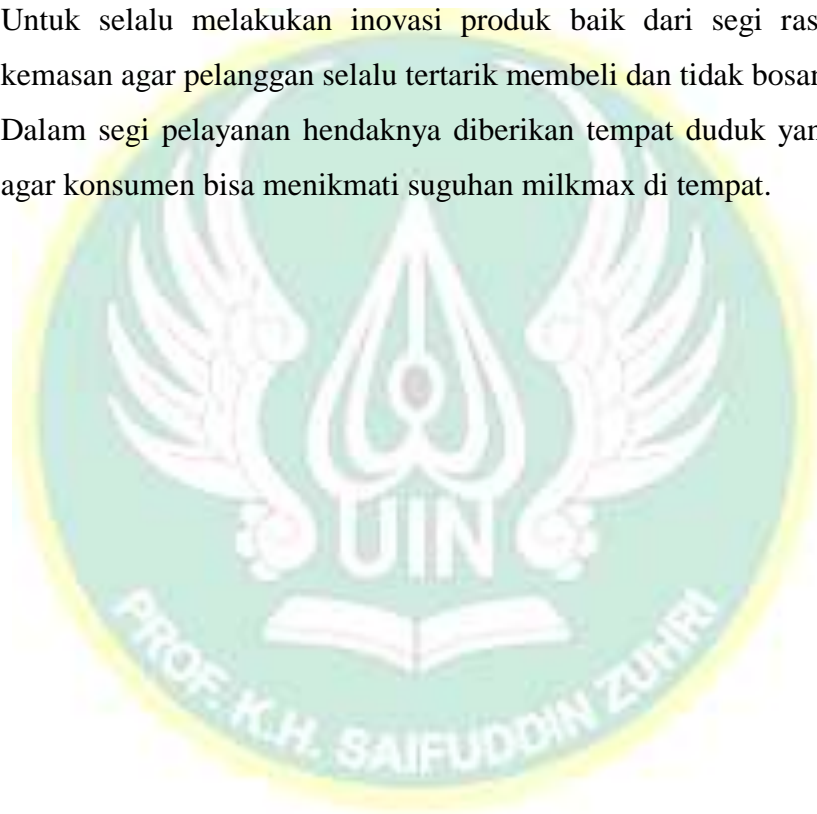 Untuk selalu melakukan inovasi produk baik dari segi ras
kemasan agar pelanggan selalu tertarik membeli dan tidak bosan
Dalam segi pelayanan hendaknya diberikan tempat duduk yan
agar konsumen bisa menikmati suguhan milkmax di tempat.
UIN
PROF. K.H. SAIFUDDIN ZUHRI